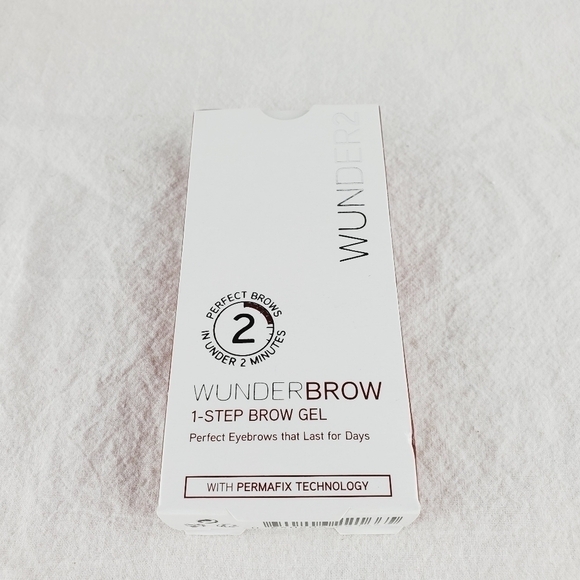 WUNDER2
PERFECT BROWS
2
IN UNDER 2 MINUTES
WUNDERBROW
1-STEP BROW GEL
Perfect Eyebrows that Last for Days
WITH PERMAFIX TECHNOLOGY